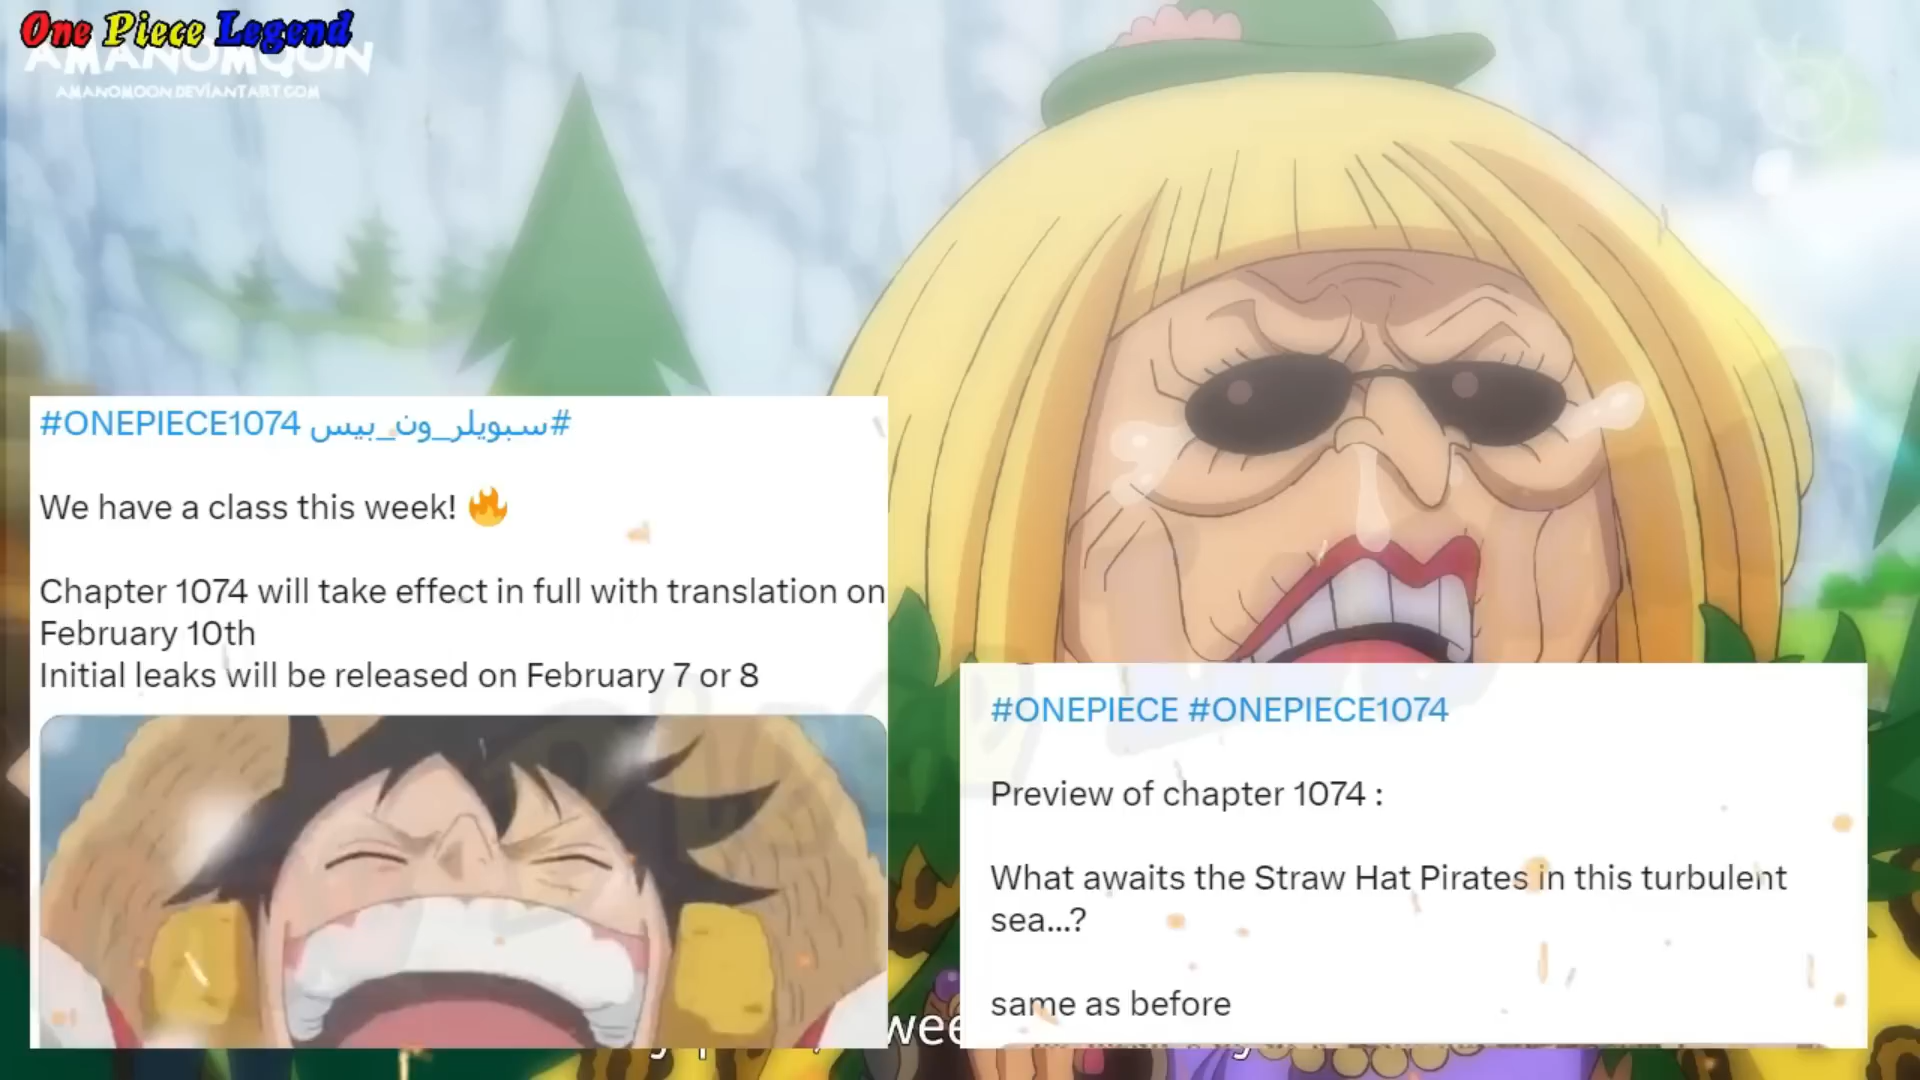 One Piece Legend
AMANOMOON
AMANOMOON.DEVIANTART.COM
#ONEPIECE1074 #سبويلر_ون_بيس
We have a class this week! 🔥
Chapter 1074 will take effect in full with translation on
February 10th
Initial leaks will be released on February 7 or 8
#ONEPIECE #ONEPIECE1074
Preview of chapter 1074 :
What awaits the Straw Hat Pirates in this turbulent
sea...?
same as before